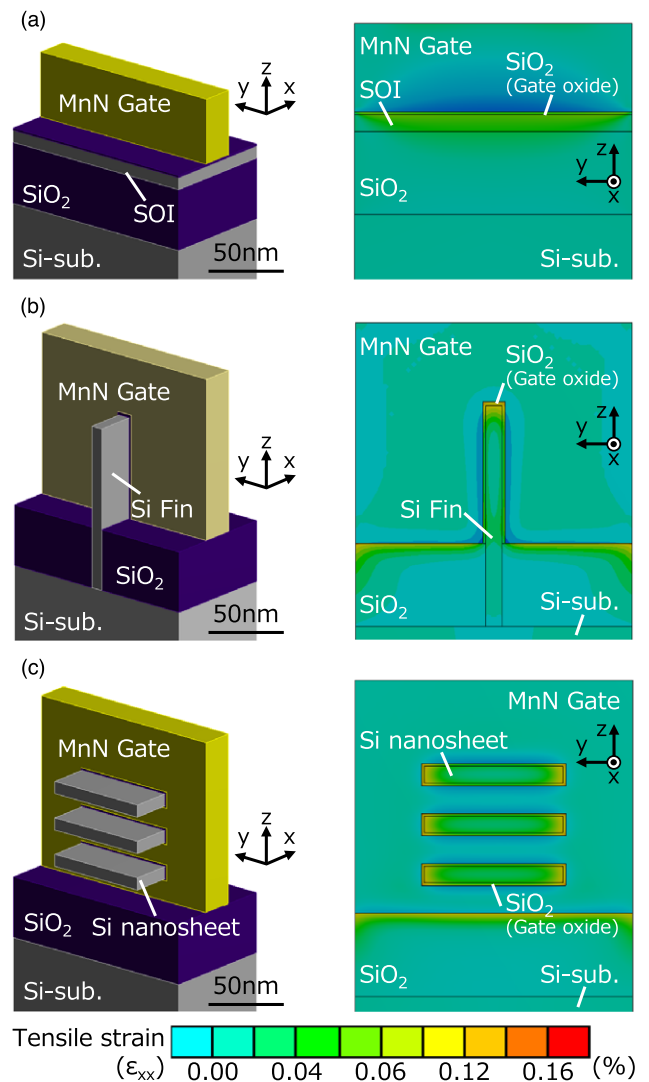 (a)
MnN Gate
z
y
x
SiO2
SOI
Si-sub.
50nm
MnN Gate
SiO2
(Gate oxide)
SOI
z
y
x
SiO2
Si-sub.
(b)
MnN Gate
z
y
x
Si Fin
SiO2
Si-sub.
50nm
MnN Gate
SiO2
(Gate oxide)
z
y
x
Si Fin
SiO2
Si-sub.
(c)
MnN Gate
z
y
x
SiO2
Si nanosheet
Si-sub.
50nm
MnN Gate
Si nanosheet
z
y
x
SiO2
(Gate oxide)
SiO2
Si-sub.
Tensile strain
(εxx)
0.00 0.04 0.06 0.12 0.16 (%)